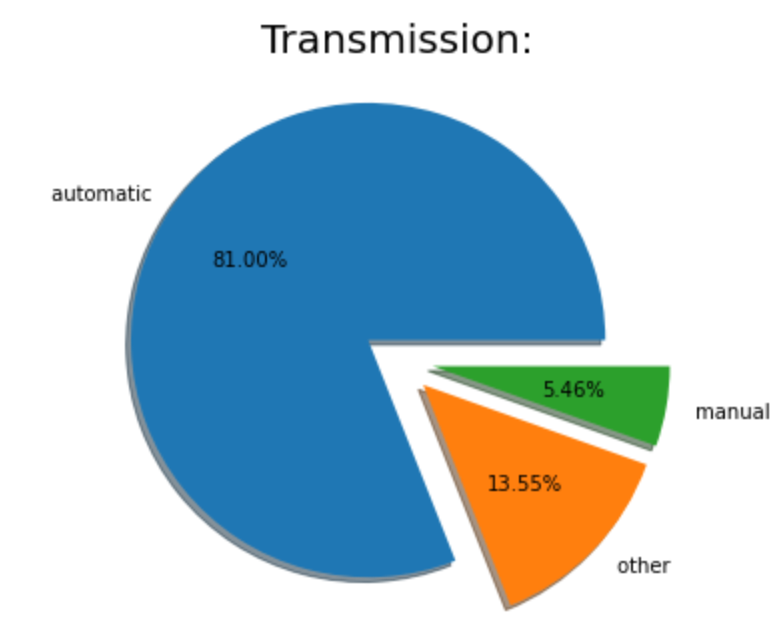 Transmission:
automatic
81.00%
5.46%
manual
13.55%
other